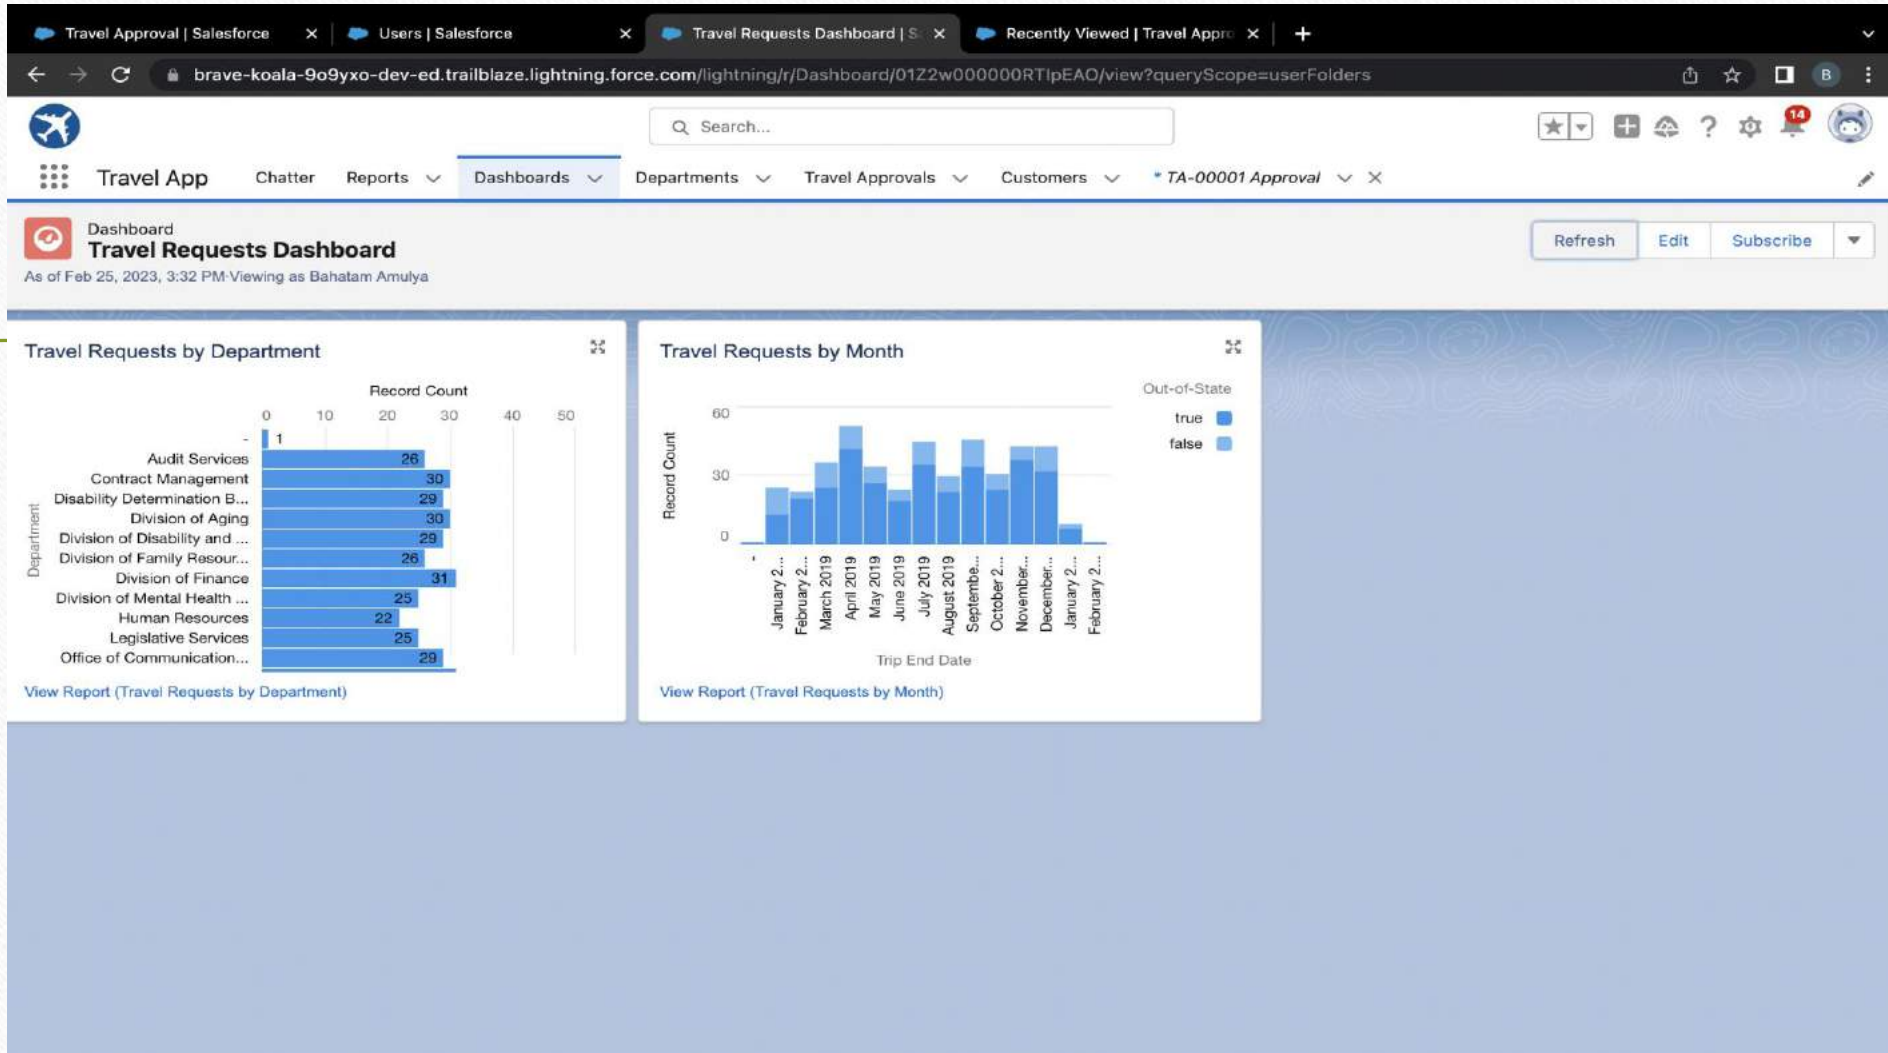 Travel Approval | Salesforce
Users | Salesforce
Travel Requests Dashboard | S
Recently Viewed | Travel Appro
brave-koala-9o9yxo-dev-ed.trailblaze.lightning.force.com/lightning/r/Dashboard/01Z2w000000RTIpEAO/view?queryScope=userFolders
B
Search...
14
Travel App
Chatter
Reports
Dashboards
Departments
Travel Approvals
Customers
* TA-00001 Approval
Dashboard
Travel Requests Dashboard
As of Feb 25, 2023, 3:32 PM·Viewing as Bahatam Amulya
Refresh
Edit
Subscribe
Travel Requests by Department
Record Count
0 10 20 30 40 50
Department
- 1
Audit Services 26
Contract Management 30
Disability Determination B... 29
Division of Aging 30
Division of Disability and ... 29
Division of Family Resour... 26
Division of Finance 31
Division of Mental Health ... 25
Human Resources 22
Legislative Services 25
Office of Communication... 29
View Report (Travel Requests by Department)
Travel Requests by Month
Out-of-State
true
false
Record Count
60
30
0
-
January 2...
February 2...
March 2019
April 2019
May 2019
June 2019
July 2019
August 2019
Septembe...
October 2...
November...
December...
January 2...
February 2...
Trip End Date
View Report (Travel Requests by Month)